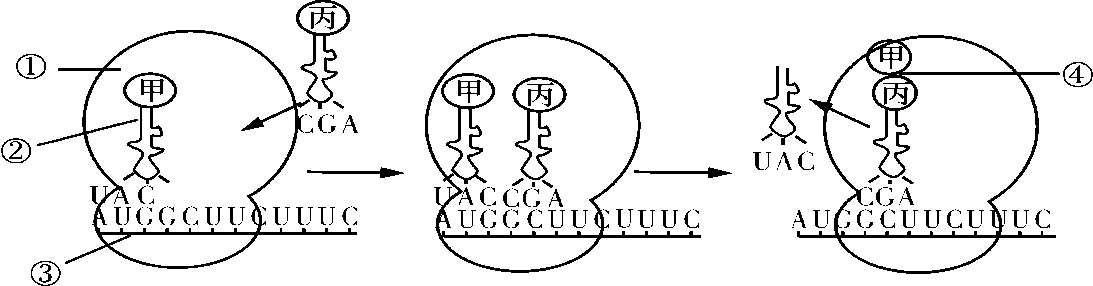 ① 甲 丙
② CGA
UAC
AUGGCUUCUUUC
③
甲 丙
UACCGA
AUGGCUUCUUUC
甲 ④
丙
UAC
CGA
AUGGCUUCUUUC